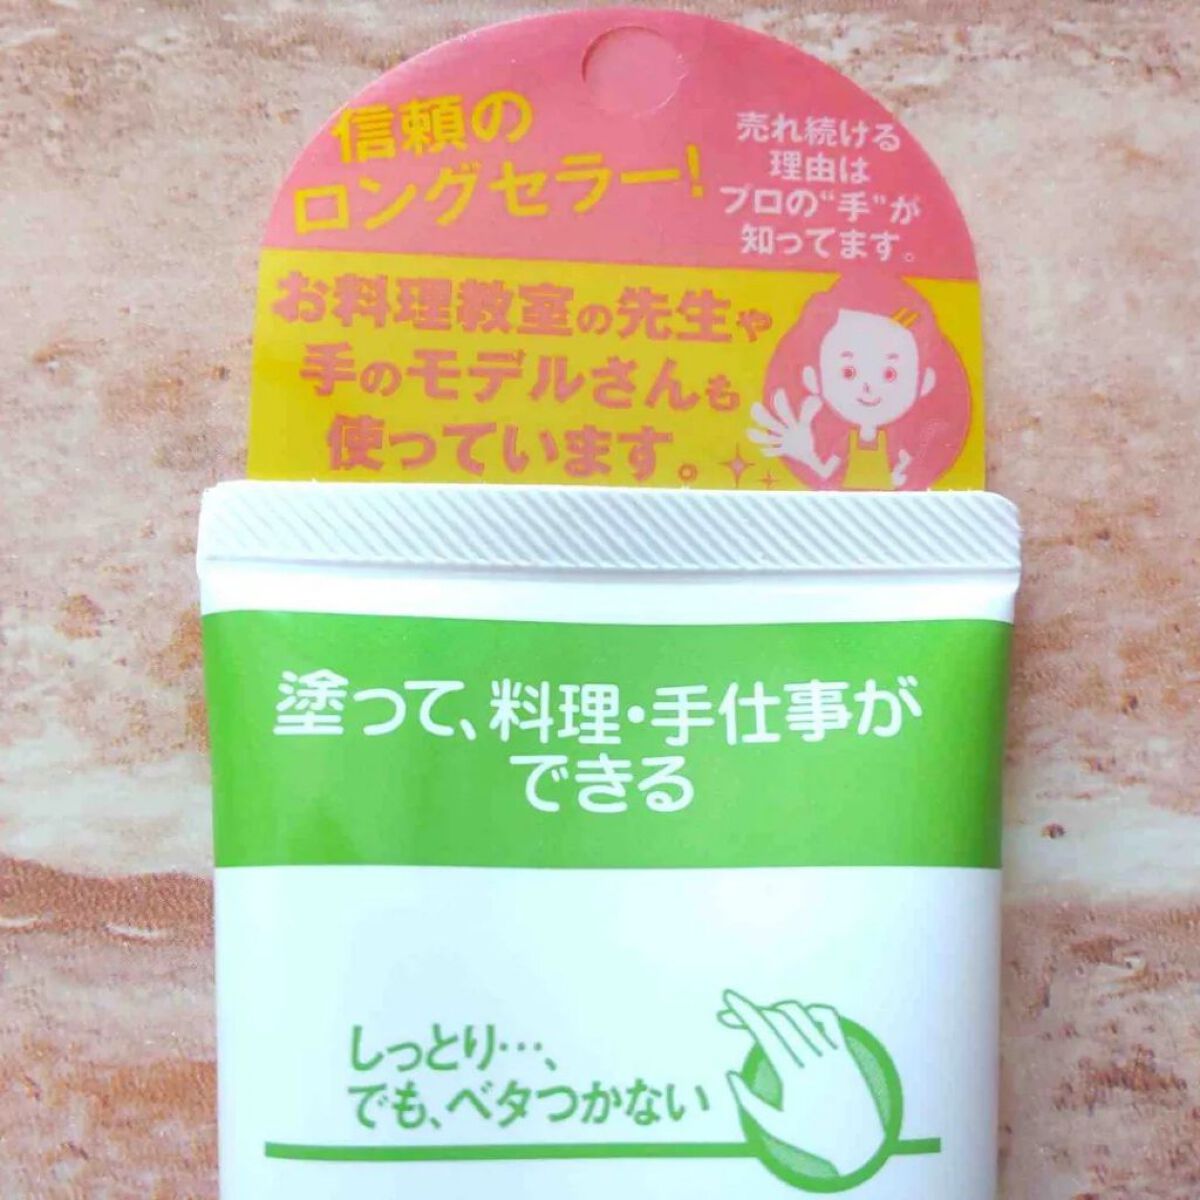 信頼の
ロングセラー!
売れ続ける
理由は
プロの“手”が
知ってます。
お料理教室の先生や
手のモデルさんも
使っています。
塗って、料理・手仕事が
できる
しっとり…、
でも、ベタつかない